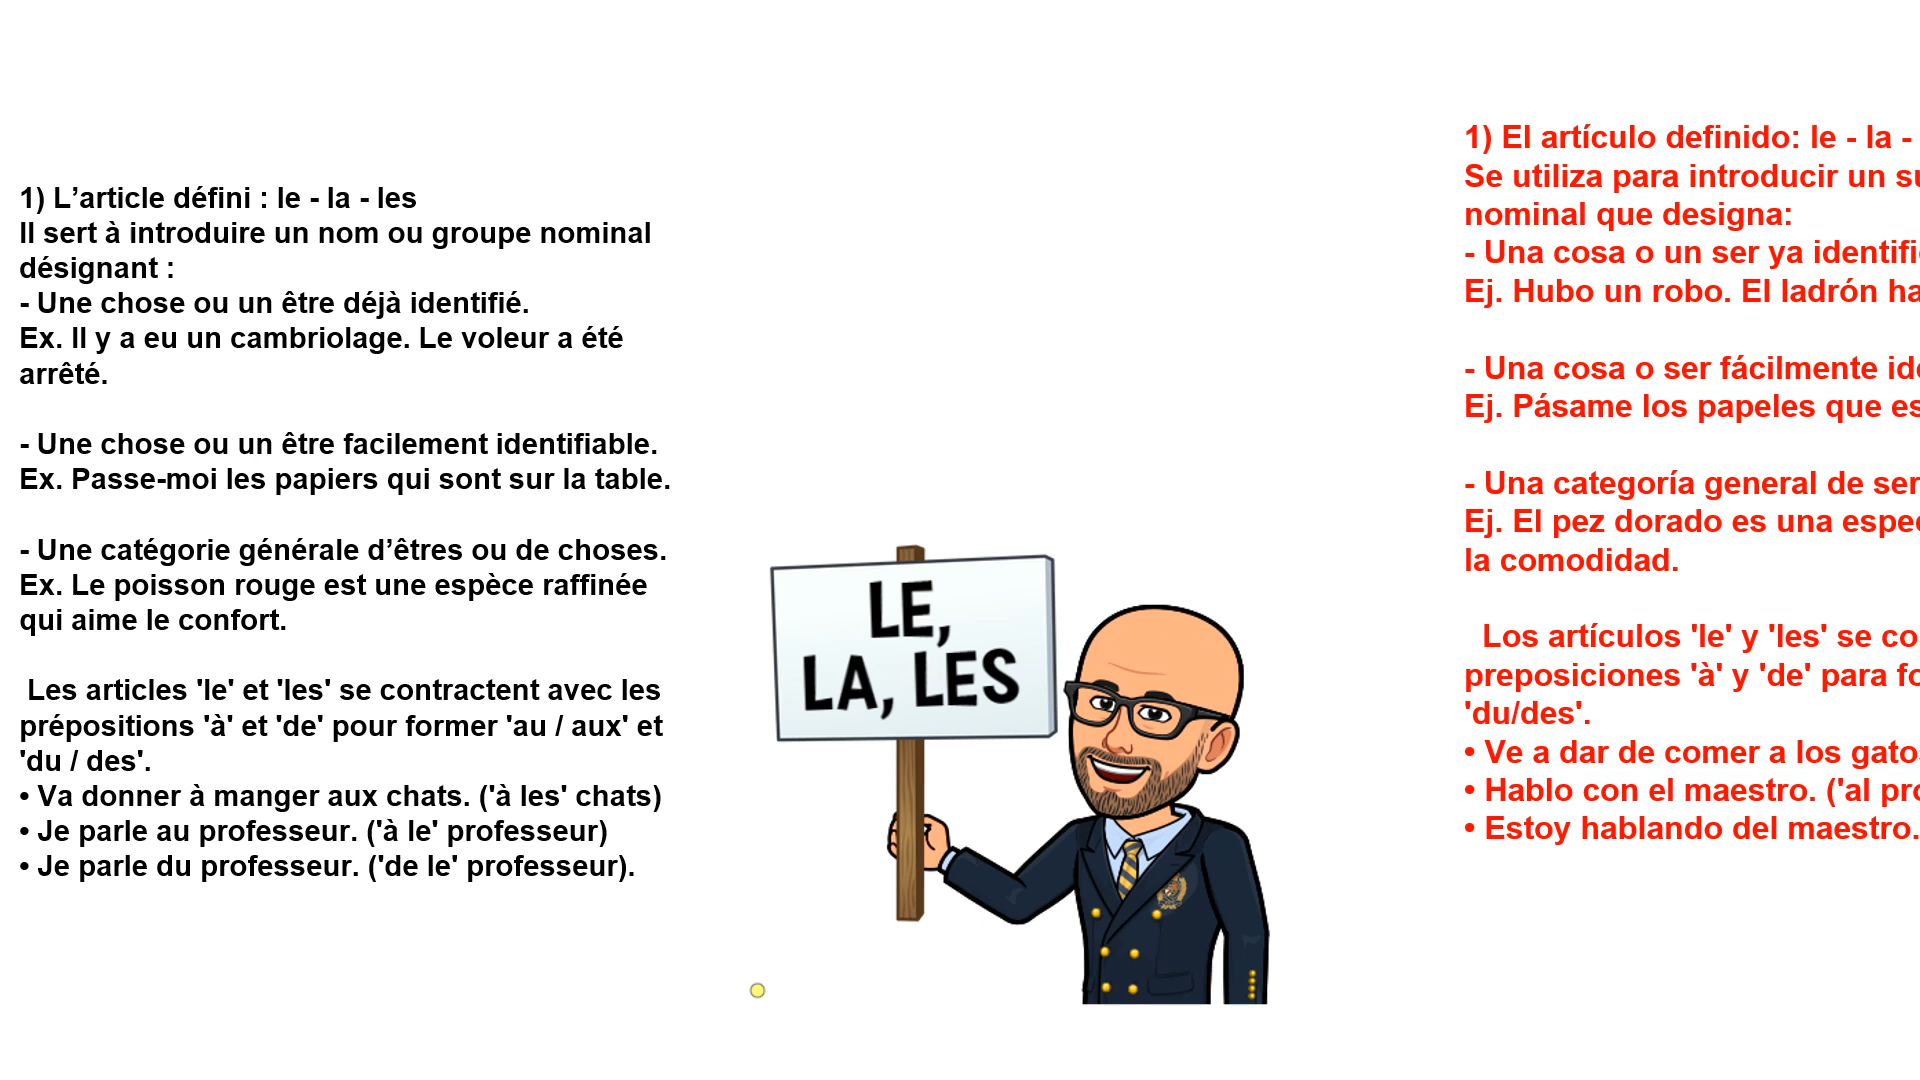 1) L’article défini : le - la - les
Il sert à introduire un nom ou groupe nominal
désignant :
- Une chose ou un être déjà identifié.
Ex. Il y a eu un cambriolage. Le voleur a été
arrêté.
- Une chose ou un être facilement identifiable.
Ex. Passe-moi les papiers qui sont sur la table.
- Une catégorie générale d’êtres ou de choses.
Ex. Le poisson rouge est une espèce raffinée
qui aime le confort.
Les articles 'le' et 'les' se contractent avec les
prépositions 'à' et 'de' pour former 'au / aux' et
'du / des'.
• Va donner à manger aux chats. ('à les' chats)
• Je parle au professeur. ('à le' professeur)
• Je parle du professeur. ('de le' professeur).
LE,
LA, LES
1) El artículo definido: le - la -
Se utiliza para introducir un
nominal que designa:
- Una cosa o un ser ya
Ej. Hubo un robo. El ladrón ha
- Una cosa o ser fácilmente
Ej. Pásame los papeles que
- Una categoría general de
Ej. El pez dorado es una
la comodidad.
Los artículos 'le' y 'les' se
preposiciones 'à' y 'de' para
'du/des'.
• Ve a dar de comer a los
• Hablo con el maestro. ('al
• Estoy hablando del maestro.